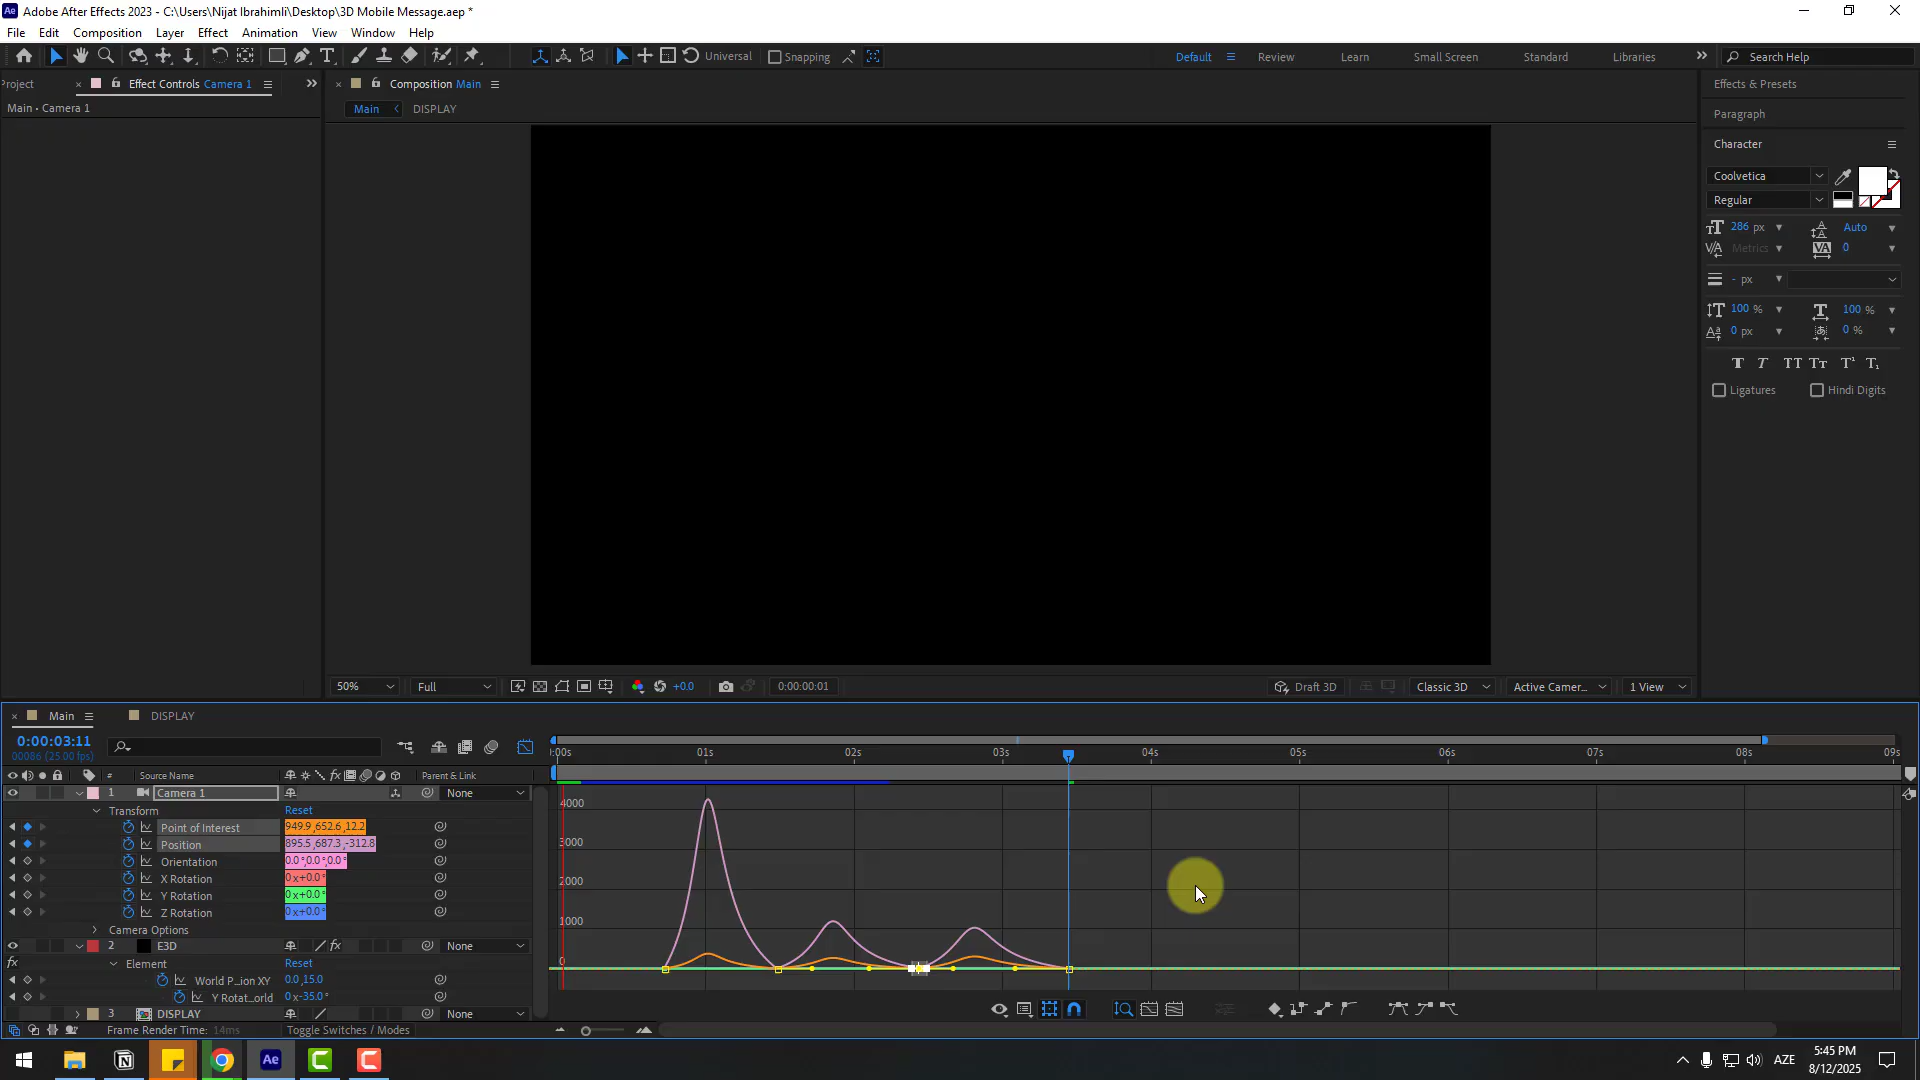 Adobe After Effects 2023 - C:\Users\Nijat Ibrahimli\Desktop\3D Mobile Message.aep *
File Edit Composition Layer Effect Animation View Window Help
Universal Snapping Default Review Learn Small Screen Standard Libraries Search Help
Project Effect Controls Camera 1 Composition Main
Main • Camera 1
Main DISPLAY
Effects & Presets
Paragraph
Character
Coolvetica
Regular
286 px Auto
Metrics 0
- px
100 % 100 %
0 px 0 %
Ligatures Hindi Digits
50% Full +0.0 0:00:00:01 Draft 3D Classic 3D Active Camer... 1 View
Main DISPLAY
0:00:03:11
00086 (25.00 fps)
:00s 01s 02s 03s 04s 05s 06s 07s 08s 09s
# Source Name fx Parent & Link
1 Camera 1 None
Transform Reset
Point of Interest 949.9,652.6,12.2
Position 895.5,687.3,-312.8
Orientation 0.0°,0.0°,0.0°
X Rotation 0x+0.0°
Y Rotation 0x+0.0°
Z Rotation 0x+0.0°
Camera Options
2 E3D fx None
fx Element Reset
World P...ion XY 0.0,15.0
Y Rotat...orld 0x-35.0°
3 DISPLAY None
4000
3000
2000
1000
0
Frame Render Time: 14ms Toggle Switches / Modes
AZE
5:45 PM
8/12/2025